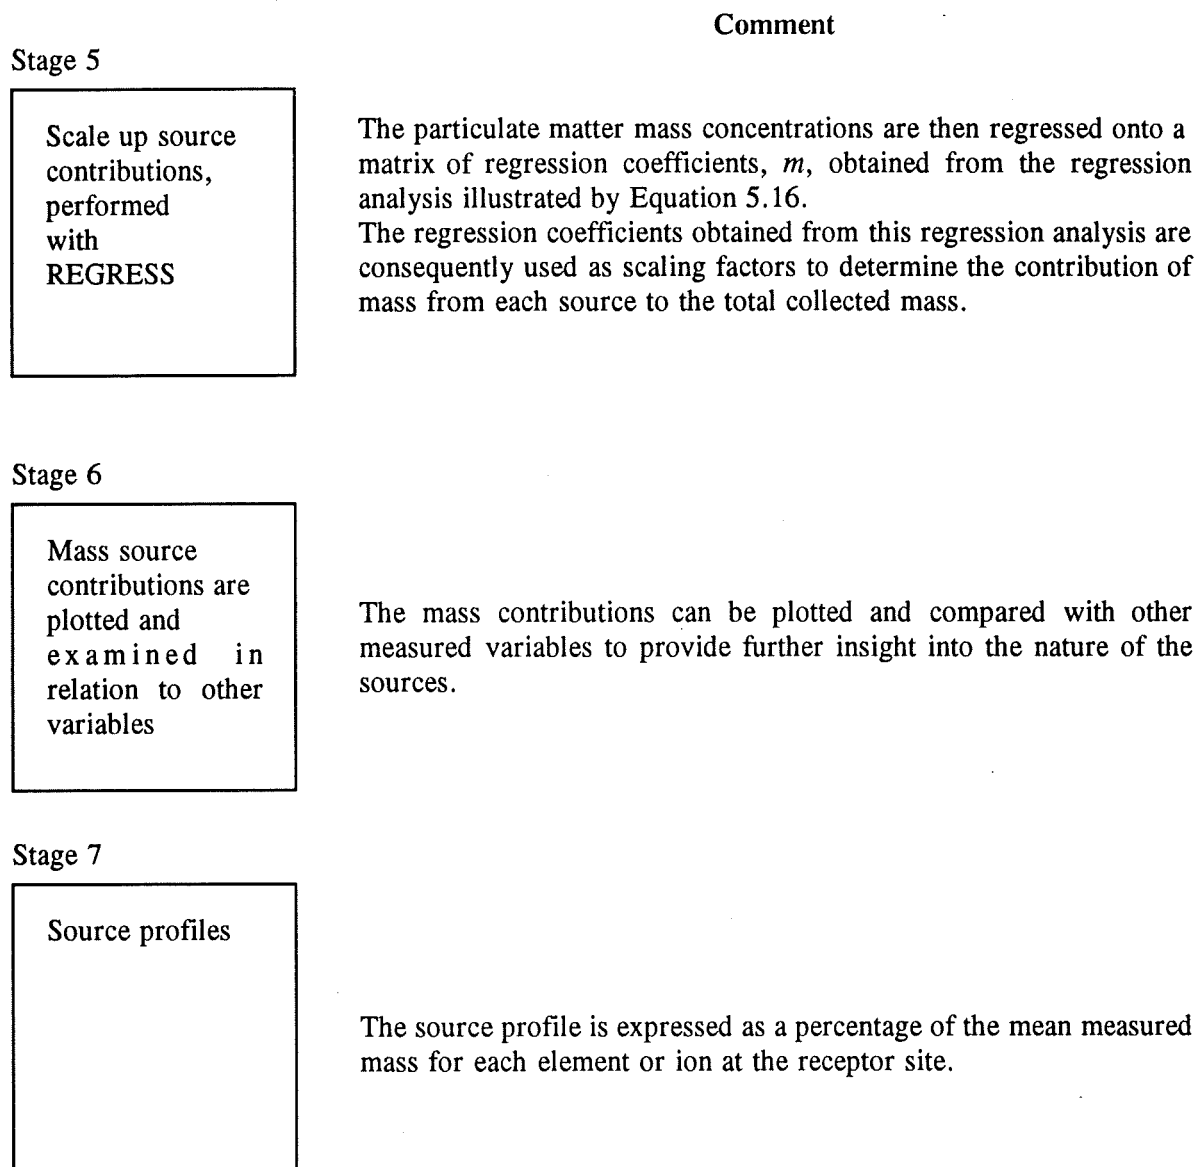 Comment
Stage 5
Scale up source
contributions,
performed
with
REGRESS
The particulate matter mass concentrations are then regressed onto a
matrix of regression coefficients, m, obtained from the regression
analysis illustrated by Equation 5.16.
The regression coefficients obtained from this regression analysis are
consequently used as scaling factors to determine the contribution of
mass from each source to the total collected mass.
Stage 6
Mass source
contributions are
plotted and
examined in
relation to other
variables
The mass contributions can be plotted and compared with other
measured variables to provide further insight into the nature of the
sources.
Stage 7
Source profiles
The source profile is expressed as a percentage of the mean measured
mass for each element or ion at the receptor site.